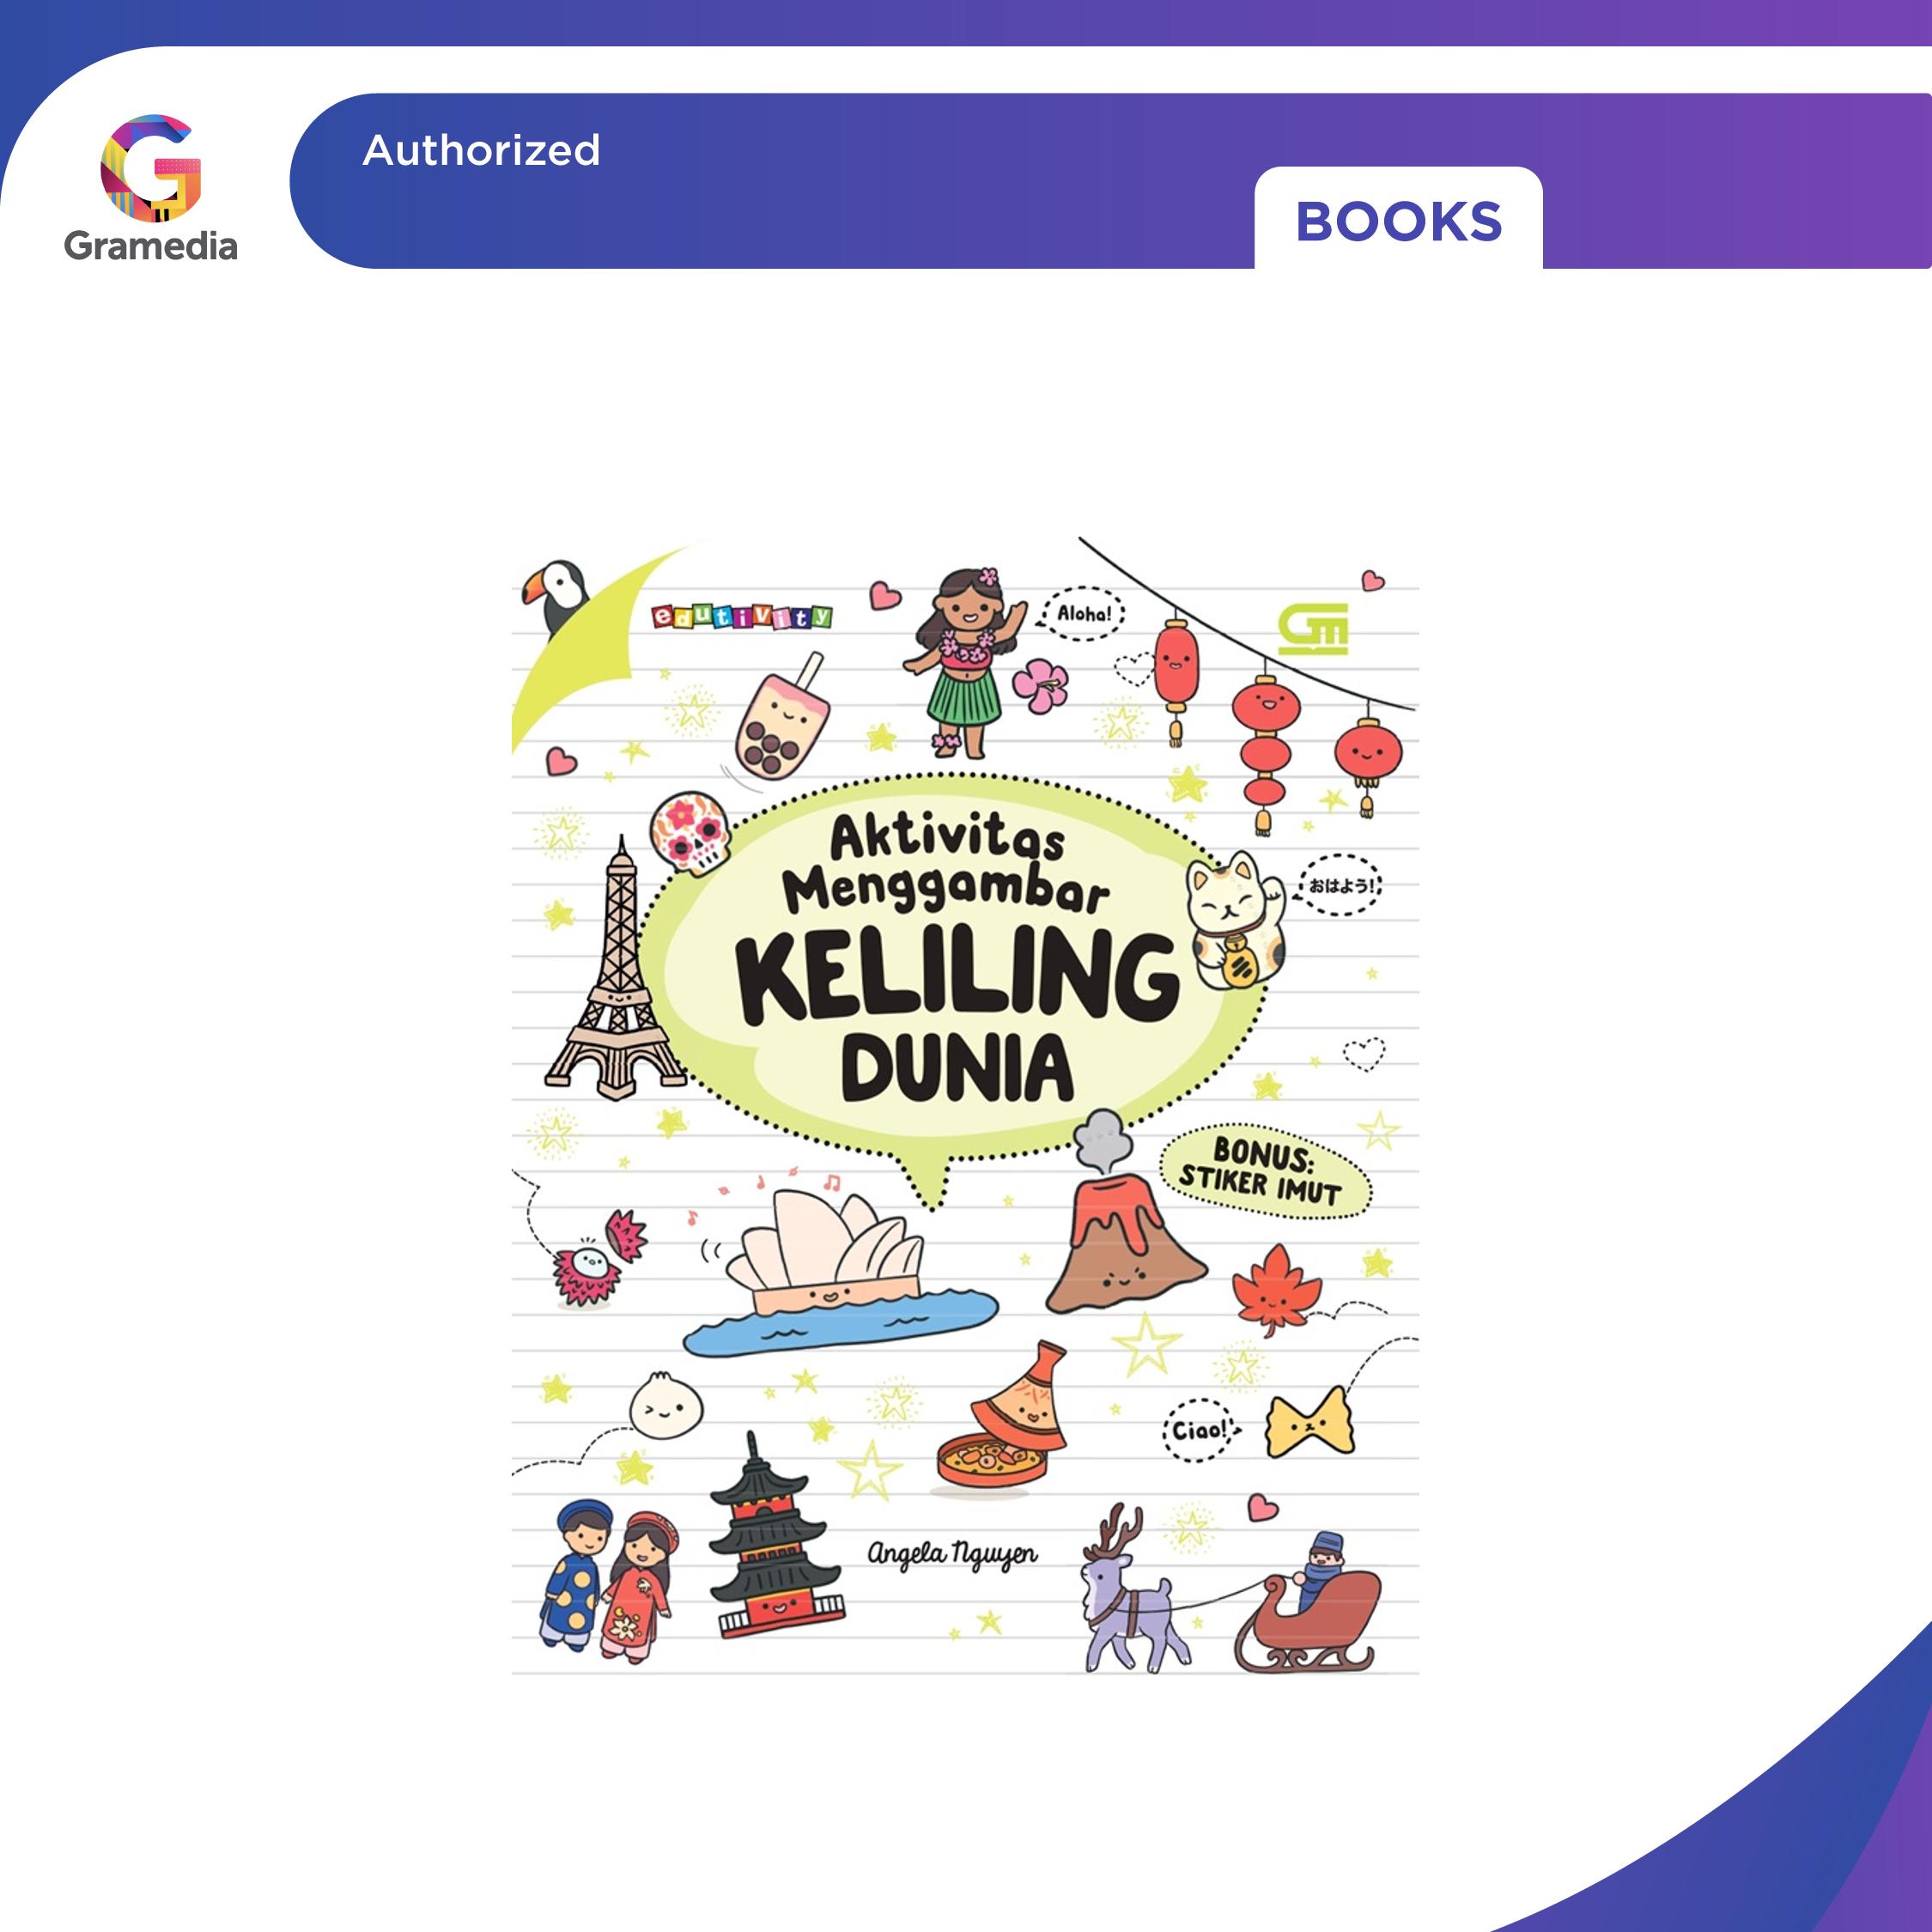 Gramedia
Authorized
BOOKS
edutivity
Aloha!
GM
Aktivitas
Menggambar
KELILING
DUNIA
おはよう!
BONUS:
STIKER IMUT
Ciao!
Angela Nguyen